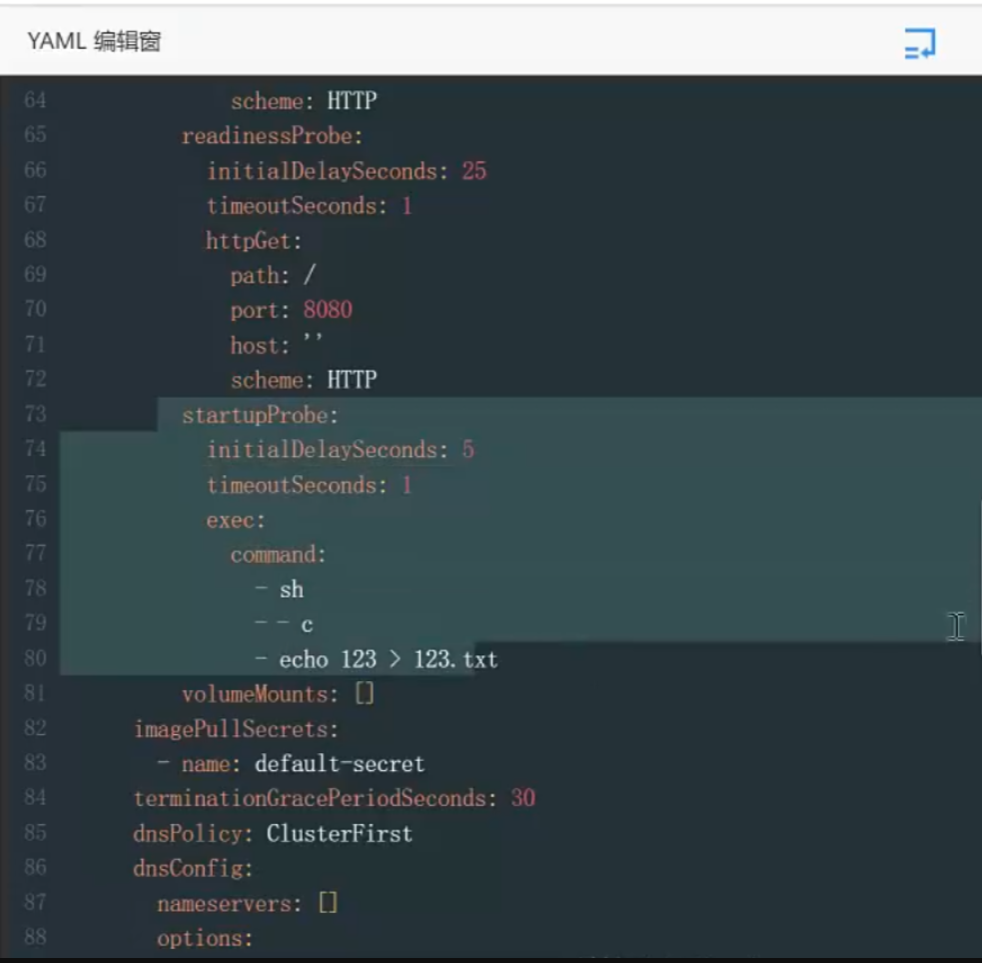 YAML 编辑窗
64 scheme: HTTP
65 readinessProbe:
66 initialDelaySeconds: 25
67 timeoutSeconds: 1
68 httpGet:
69 path: /
70 port: 8080
71 host: ''
72 scheme: HTTP
73 startupProbe:
74 initialDelaySeconds: 5
75 timeoutSeconds: 1
76 exec:
77 command:
78 - sh
79 - - c
80 - echo 123 > 123.txt
81 volumeMounts: []
82 imagePullSecrets:
83 - name: default-secret
84 terminationGracePeriodSeconds: 30
85 dnsPolicy: ClusterFirst
86 dnsConfig:
87 nameservers: []
88 options: